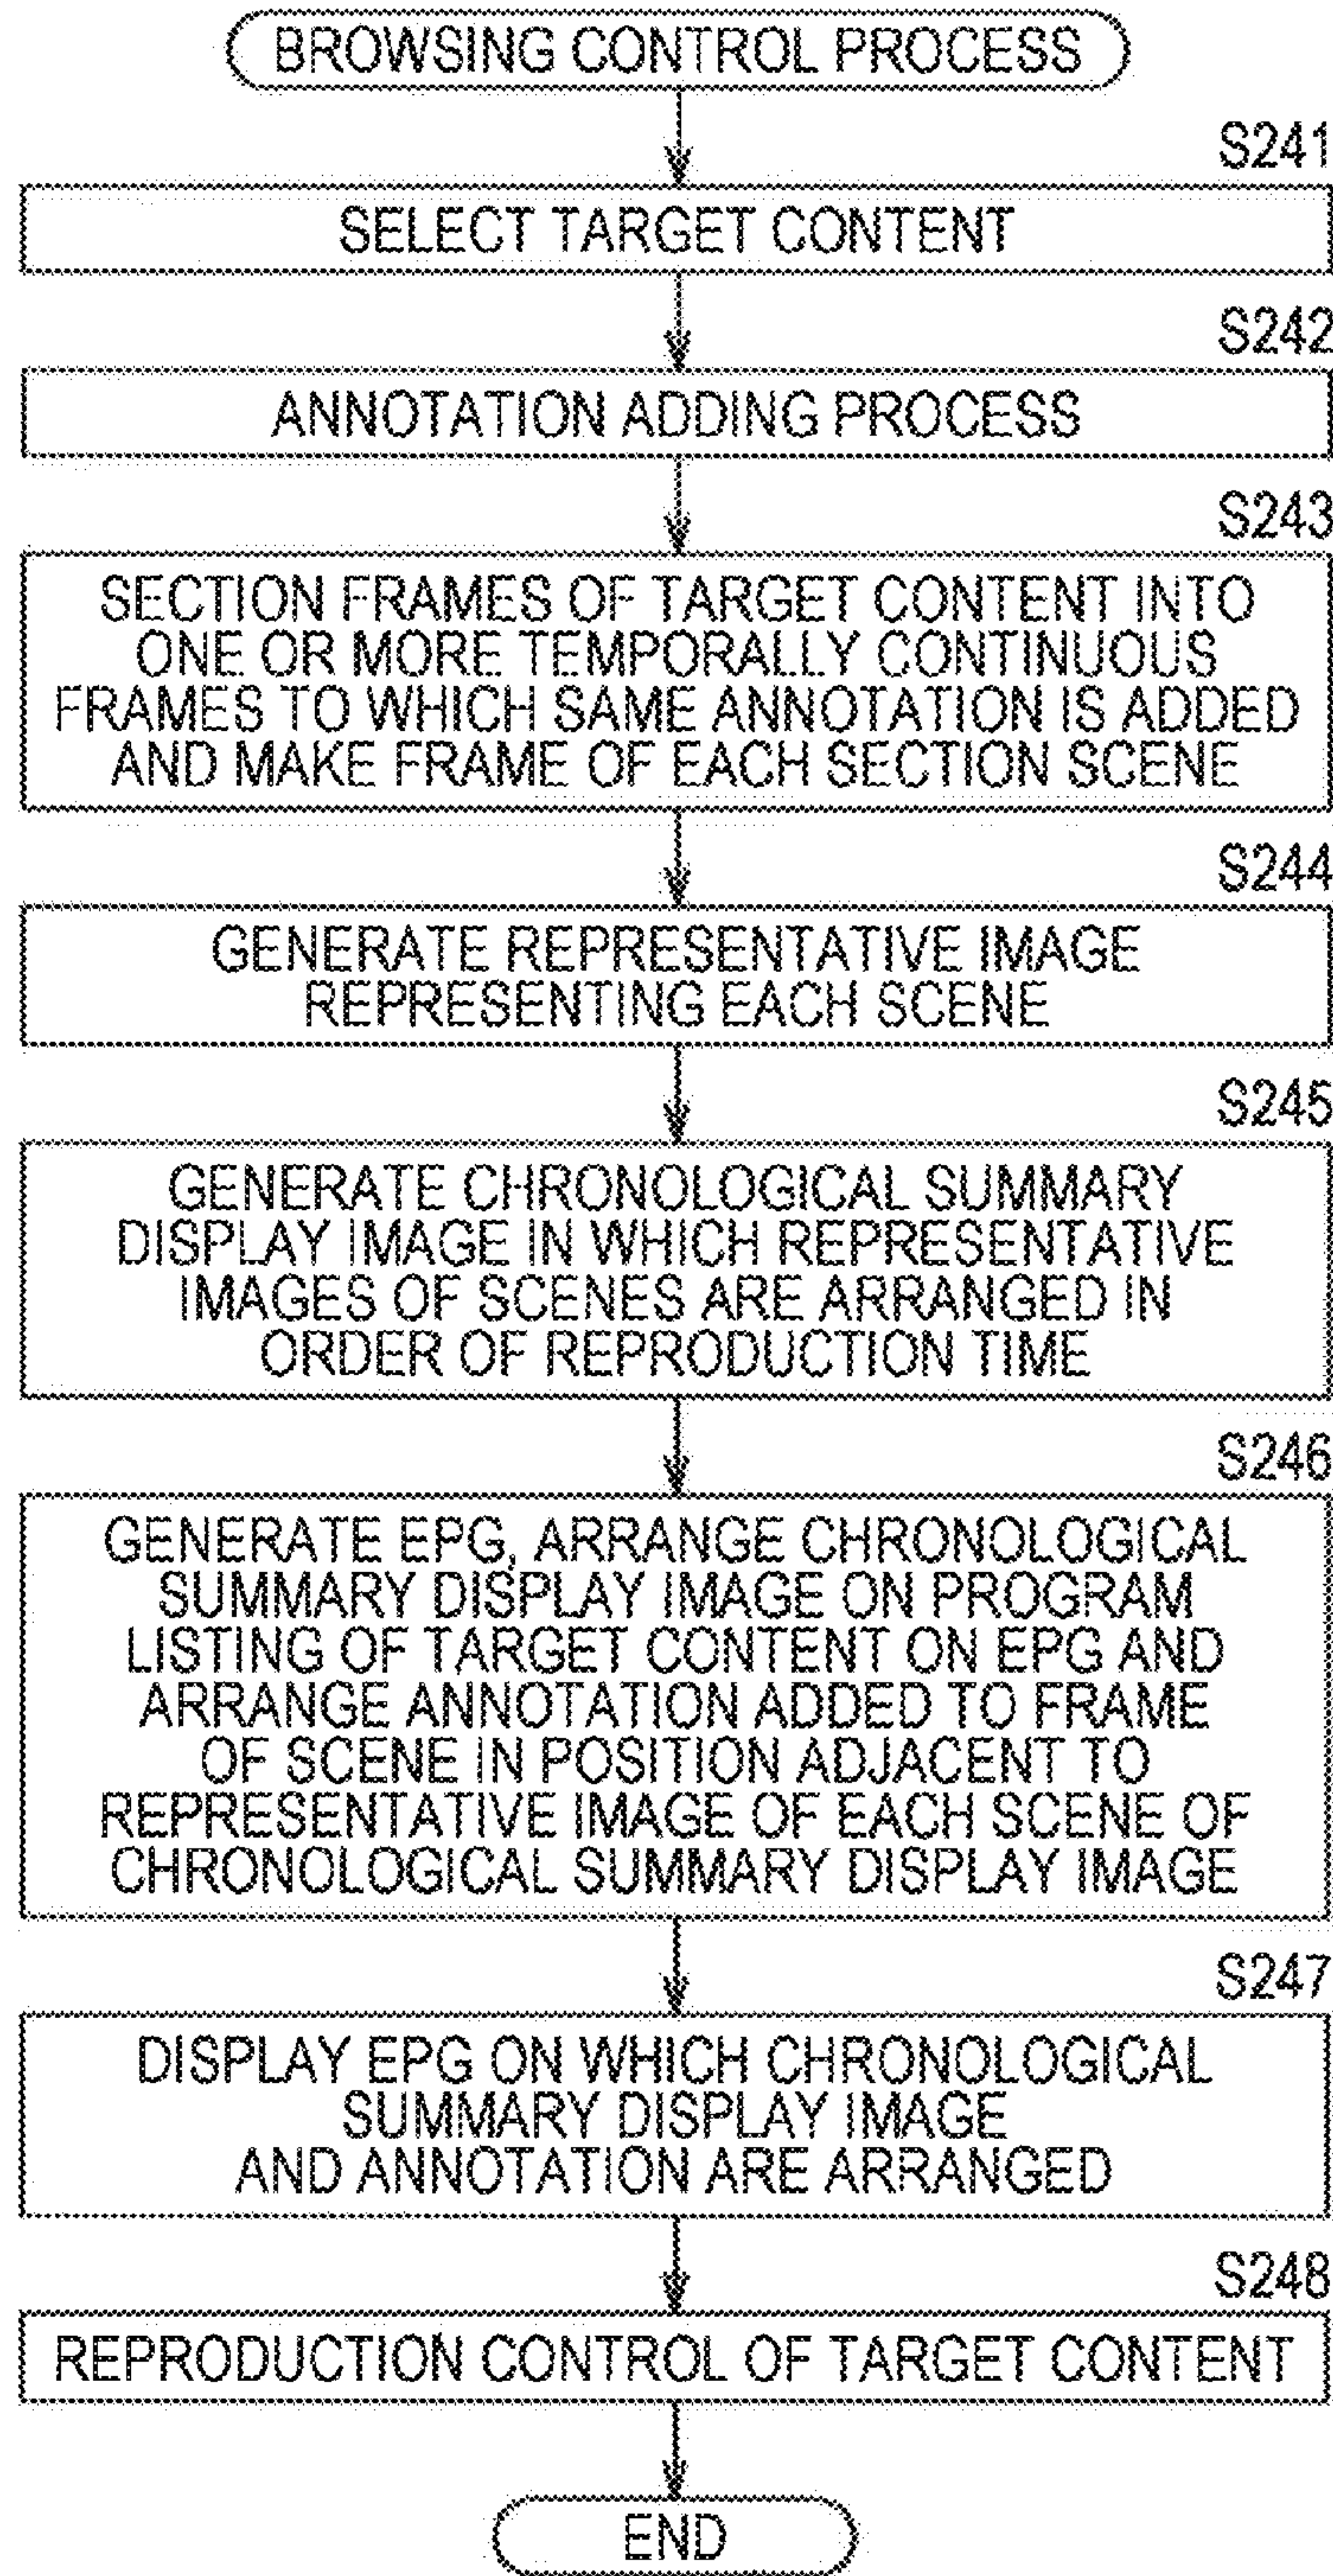 BROWSING CONTROL PROCESS
S241
SELECT TARGET CONTENT
S242
ANNOTATION ADDING PROCESS
S243
SECTION FRAMES OF TARGET CONTENT INTO
ONE OR MORE TEMPORALLY CONTINUOUS
FRAMES TO WHICH SAME ANNOTATION IS ADDED
AND MAKE FRAME OF EACH SECTION SCENE
S244
GENERATE REPRESENTATIVE IMAGE
REPRESENTING EACH SCENE
S245
GENERATE CHRONOLOGICAL SUMMARY
DISPLAY IMAGE IN WHICH REPRESENTATIVE
IMAGES OF SCENES ARE ARRANGED IN
ORDER OF REPRODUCTION TIME
S246
GENERATE EPG, ARRANGE CHRONOLOGICAL
SUMMARY DISPLAY IMAGE ON PROGRAM
LISTING OF TARGET CONTENT ON EPG AND
ARRANGE ANNOTATION ADDED TO FRAME
OF SCENE IN POSITION ADJACENT TO
REPRESENTATIVE IMAGE OF EACH SCENE OF
CHRONOLOGICAL SUMMARY DISPLAY IMAGE
S247
DISPLAY EPG ON WHICH CHRONOLOGICAL
SUMMARY DISPLAY IMAGE
AND ANNOTATION ARE ARRANGED
S248
REPRODUCTION CONTROL OF TARGET CONTENT
END